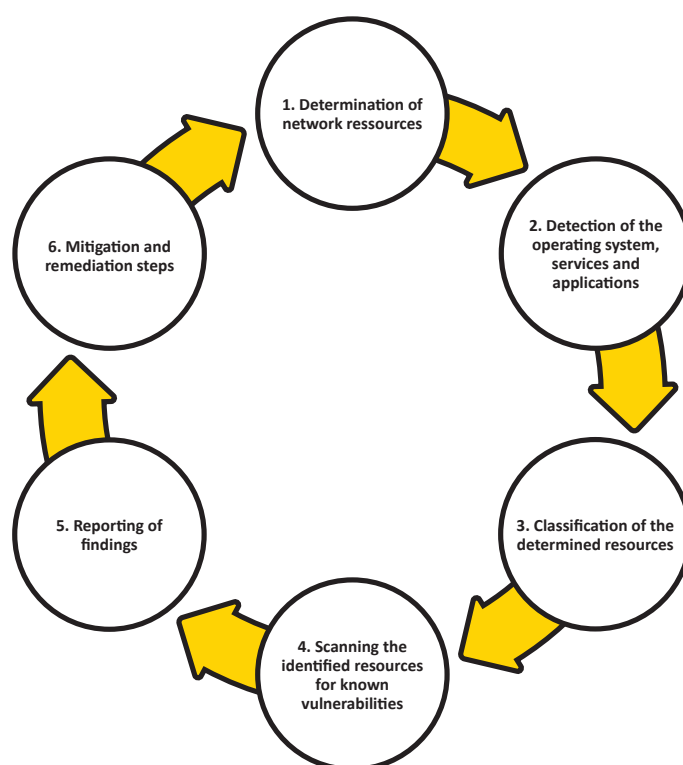 1. Determination of
network ressources
2. Detection of the
operating system,
services and
applications
3. Classification of the
determined resources
4. Scanning the
identified resources
for known
vulnerabilities
5. Reporting of
findings
6. Mitigation and
remediation steps